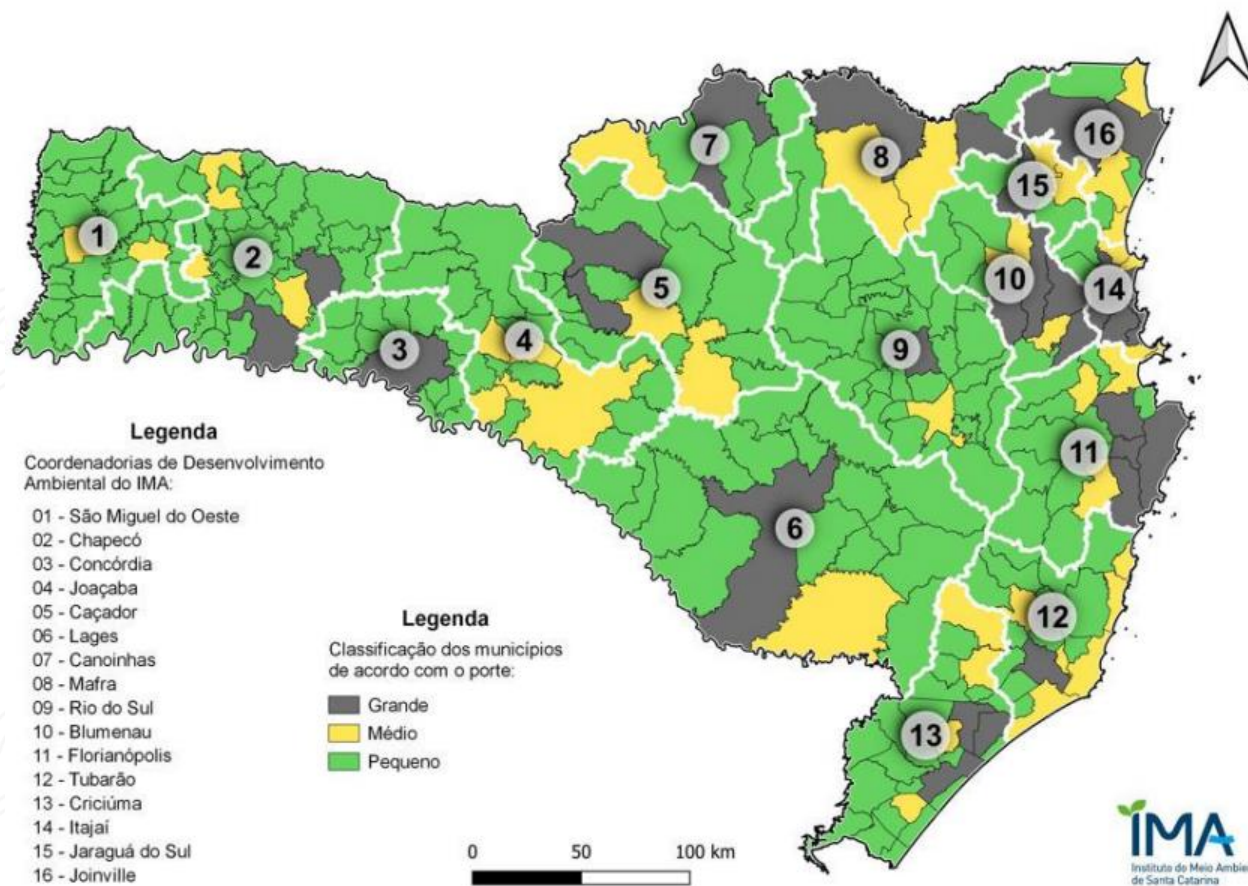 16
7
8
15
1
2
10
5
14
4
3
9
11
6
12
13
Legenda
Coordenadorias de Desenvolvimento
Ambiental do IMA:
01 - São Miguel do Oeste
02 - Chapecó
03 - Concórdia
04 - Joaçaba
05 - Caçador
06 - Lages
07 - Canoinhas
08 - Mafra
09 - Rio do Sul
10 - Blumenau
11 - Florianópolis
12 - Tubarão
13 - Criciúma
14 - Itajaí
15 - Jaraguá do Sul
16 - Joinville
Legenda
Classificação dos municípios
de acordo com o porte:
Grande
Médio
Pequeno
0 50 100 km
IMA
Instituto do Meio Ambien
de Santa Catarina